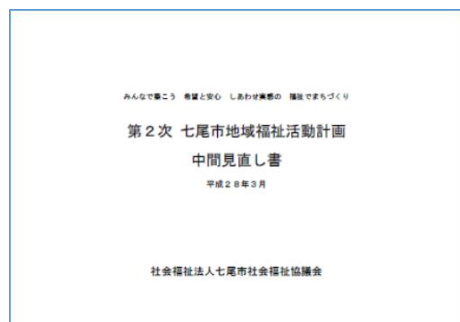 みんなで築こう　希望と安心　しあわせ実感の　福祉でまちづくり
第２次 七尾市地域福祉活動計画
中間見直し書
平成２８年３月
社会福祉法人七尾市社会福祉協議会